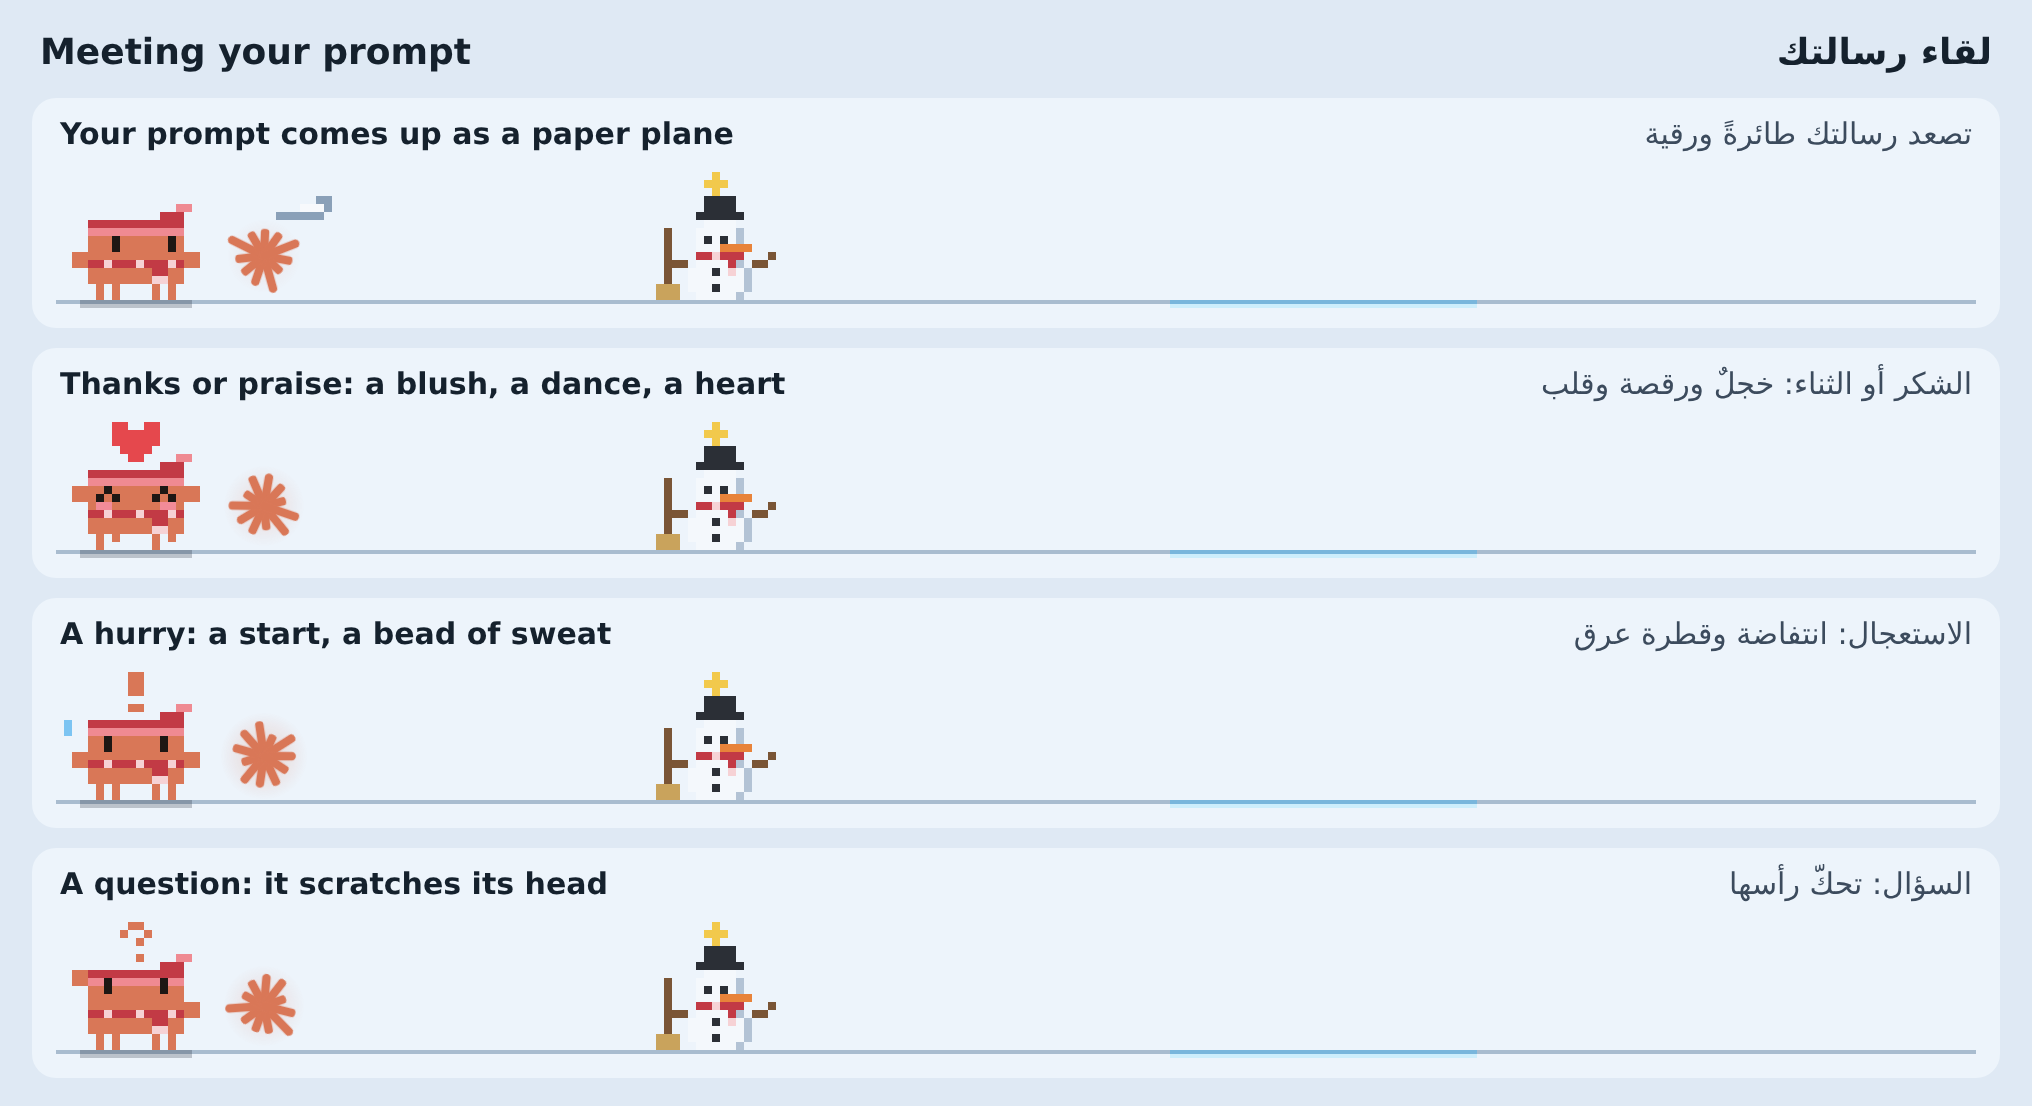 Meeting your prompt
لقاء رسالتك
Your prompt comes up as a paper plane
تصعد رسالتك طائرةً ورقية
Thanks or praise: a blush, a dance, a heart
الشكر أو الثناء: خجلٌ ورقصة وقلب
A hurry: a start, a bead of sweat
الاستعجال: انتفاضة وقطرة عرق
A question: it scratches its head
السؤال: تحكّ رأسها